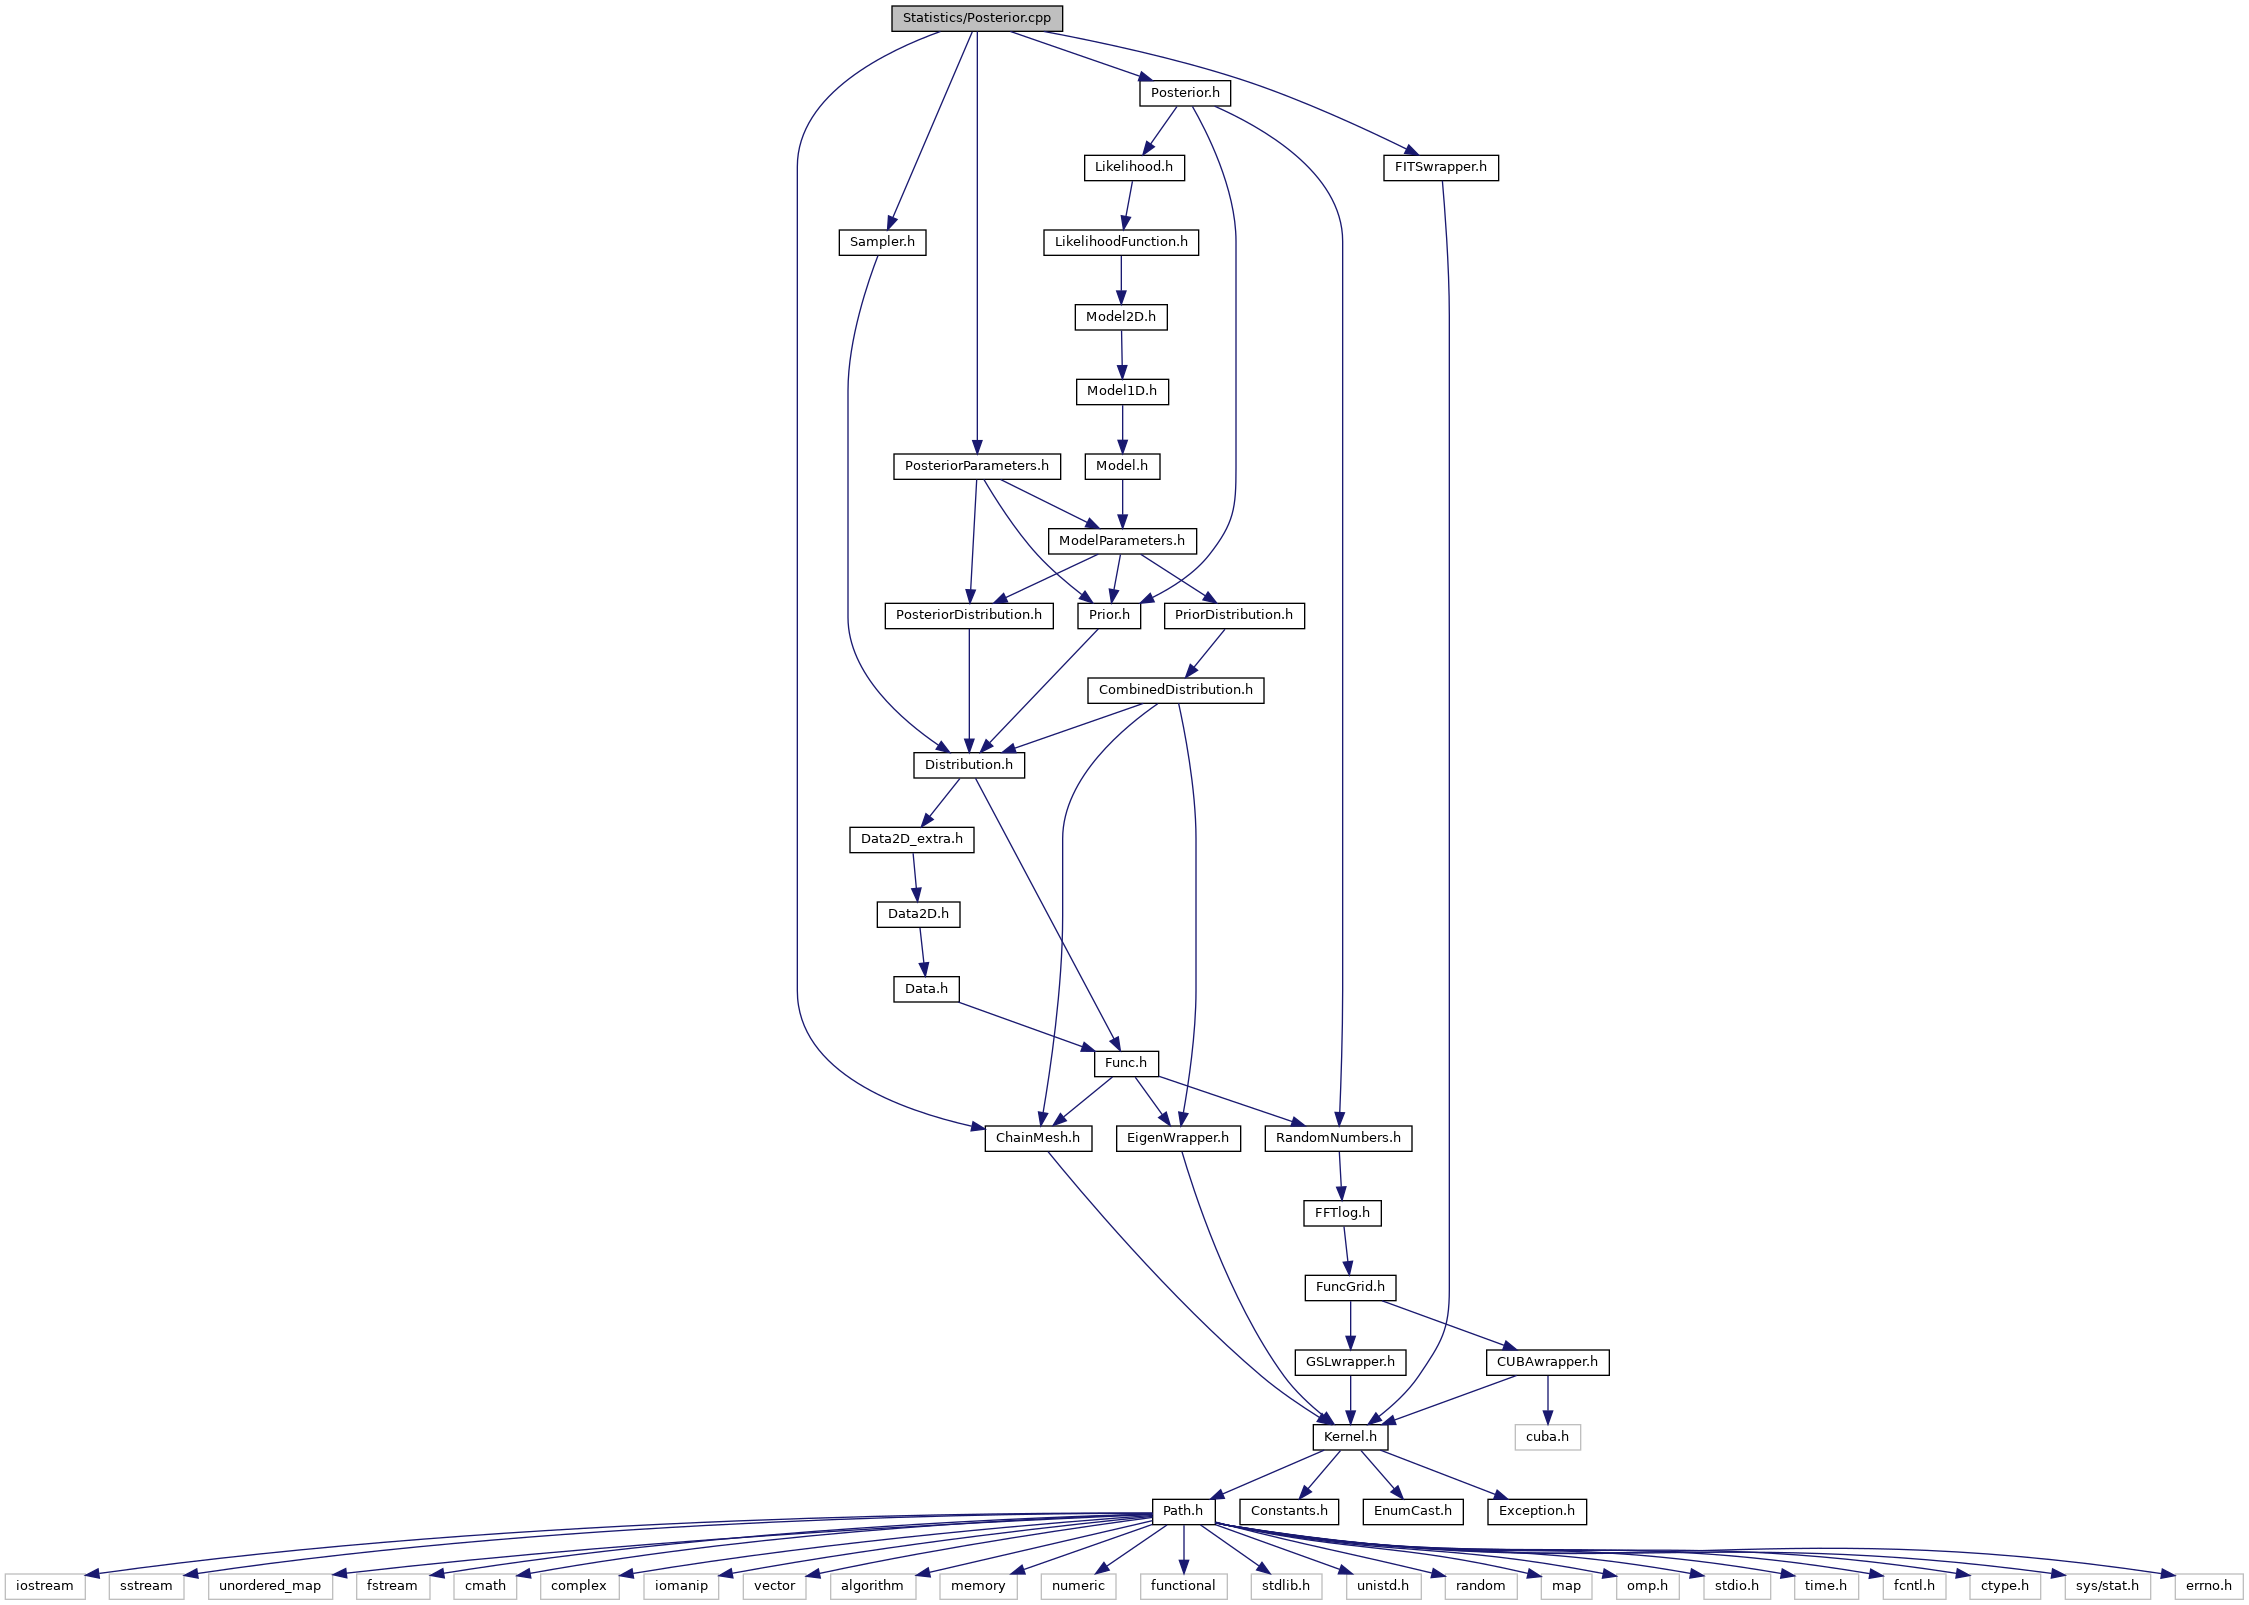 Statistics/Posterior.cpp
Posterior.h
Likelihood.h
FITSwrapper.h
Sampler.h
LikelihoodFunction.h
Model2D.h
Model1D.h
PosteriorParameters.h
Model.h
ModelParameters.h
PosteriorDistribution.h
Prior.h
PriorDistribution.h
CombinedDistribution.h
Distribution.h
Data2D_extra.h
Data2D.h
Data.h
Func.h
ChainMesh.h
EigenWrapper.h
RandomNumbers.h
FFTlog.h
FuncGrid.h
GSLwrapper.h
CUBAwrapper.h
Kernel.h
cuba.h
Path.h
Constants.h
EnumCast.h
Exception.h
iostream
sstream
unordered_map
fstream
cmath
complex
iomanip
vector
algorithm
memory
numeric
functional
stdlib.h
unistd.h
random
map
omp.h
stdio.h
time.h
fcntl.h
ctype.h
sys/stat.h
errno.h